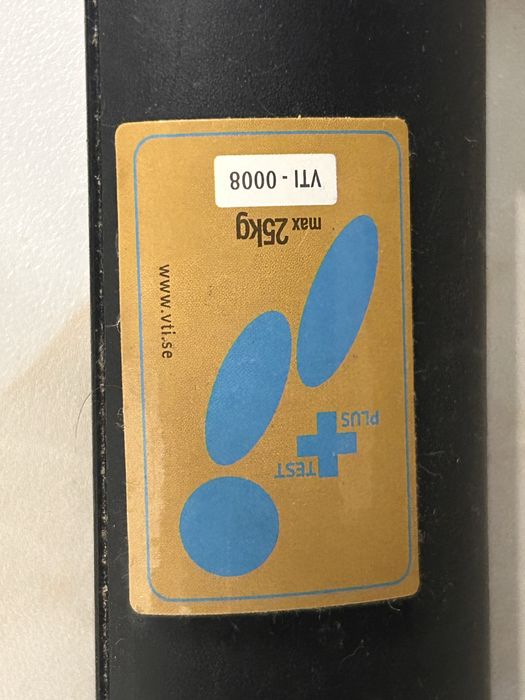 TEST
PLUS
max 25kg
VTI - 0008
www.vti.se